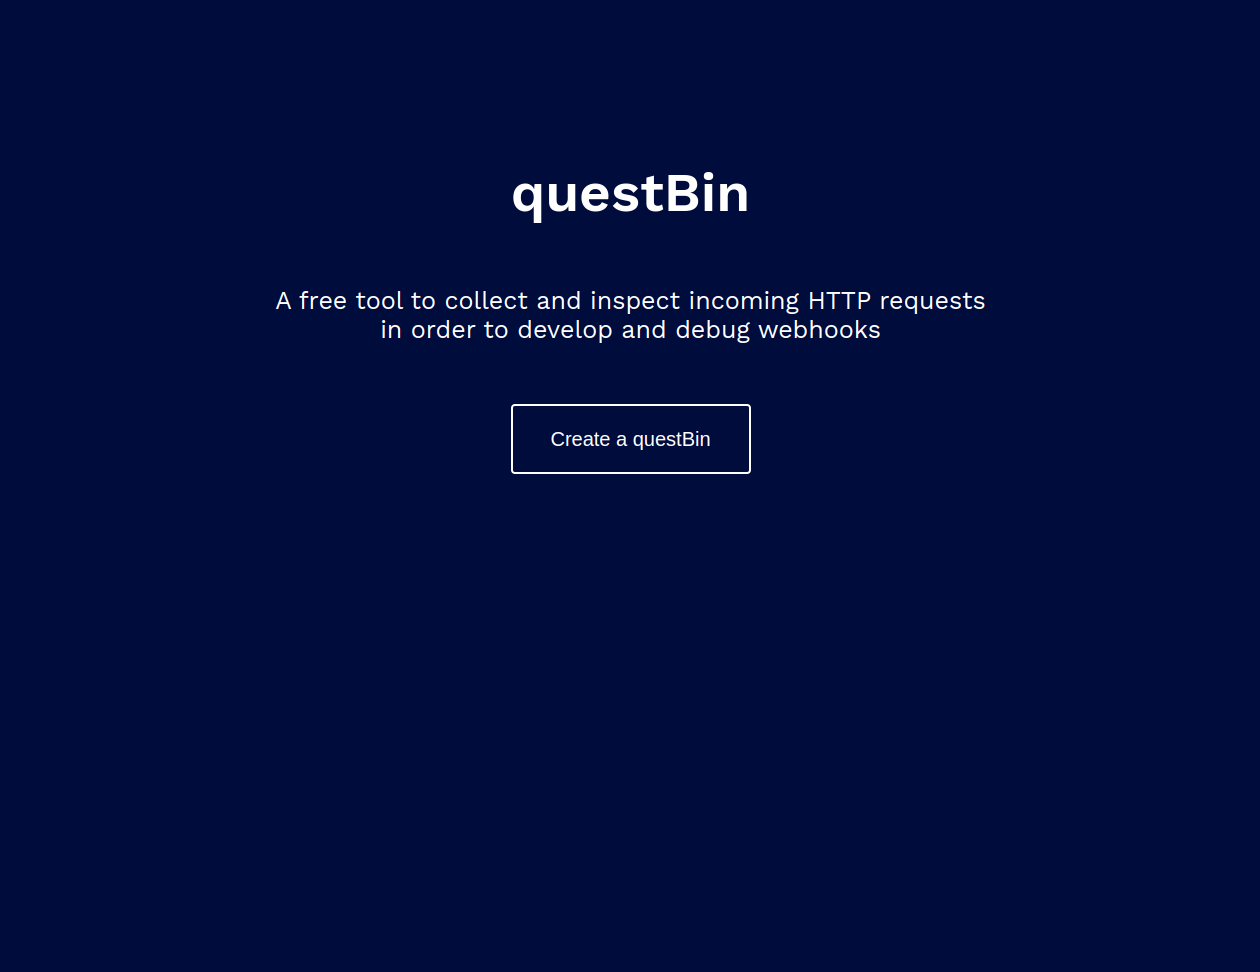 questBin
A free tool to collect and inspect incoming HTTP requests
in order to develop and debug webhooks
Create a questBin